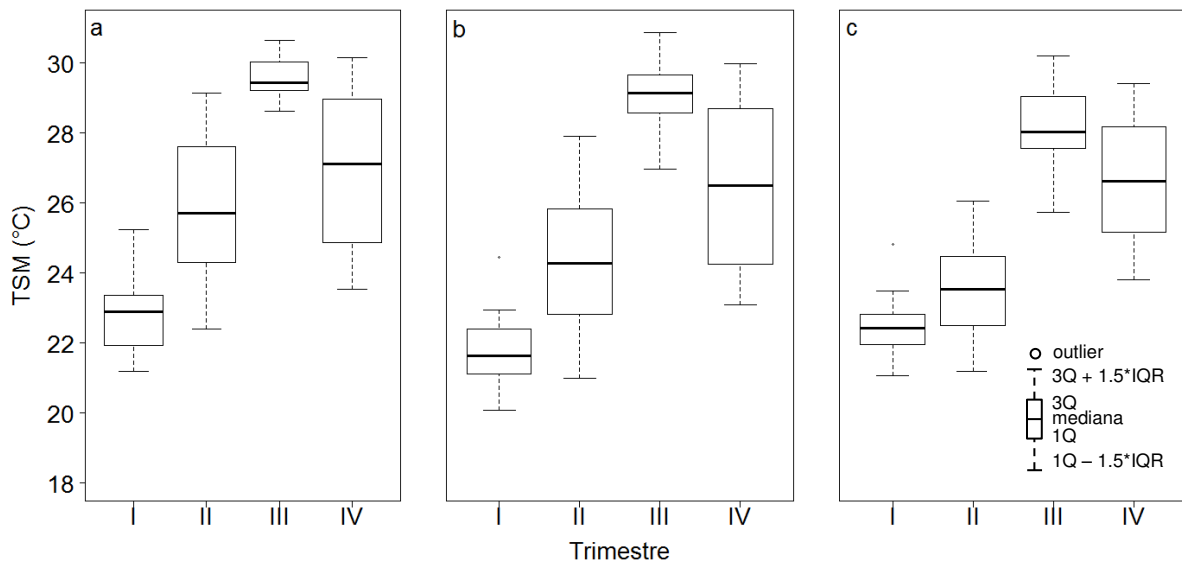 a
b
c
TSM (°C)
30
28
26
24
22
20
18
I II III IV
I II III IV
I II III IV
Trimestre
outlier
3Q + 1.5*IQR
3Q
mediana
1Q
1Q – 1.5*IQR